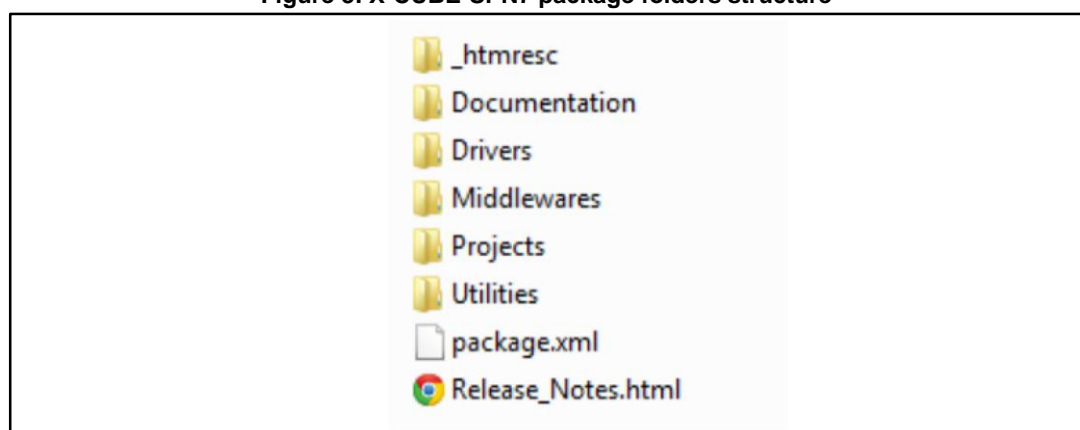 _htmresc
Documentation
Drivers
Middlewares
Projects
Utilities
package.xml
Release_Notes.html